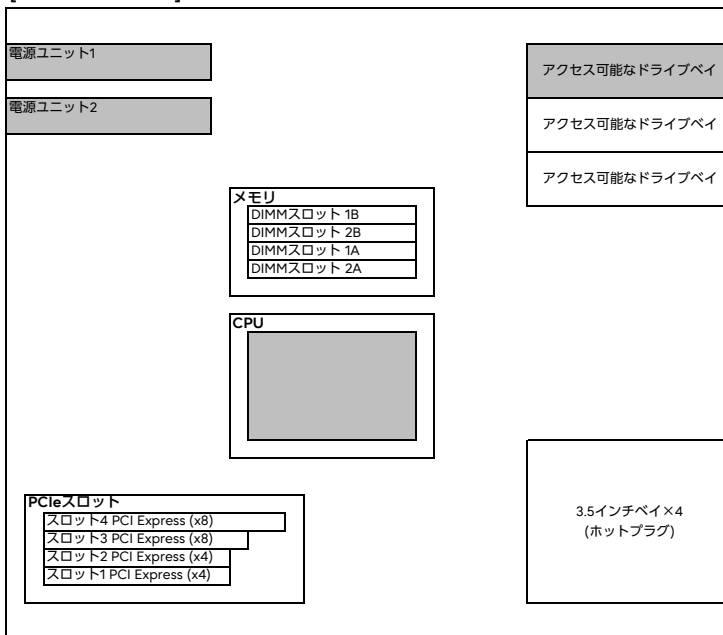 電源ユニット1
電源ユニット2
アクセス可能なドライブベイ
アクセス可能なドライブベイ
アクセス可能なドライブベイ
メモリ
DIMMスロット 1B
DIMMスロット 2B
DIMMスロット 1A
DIMMスロット 2A
CPU
PCIeスロット
スロット4 PCI Express (x8)
スロット3 PCI Express (x8)
スロット2 PCI Express (x4)
スロット1 PCI Express (x4)
3.5インチベイ×4
(ホットプラグ)